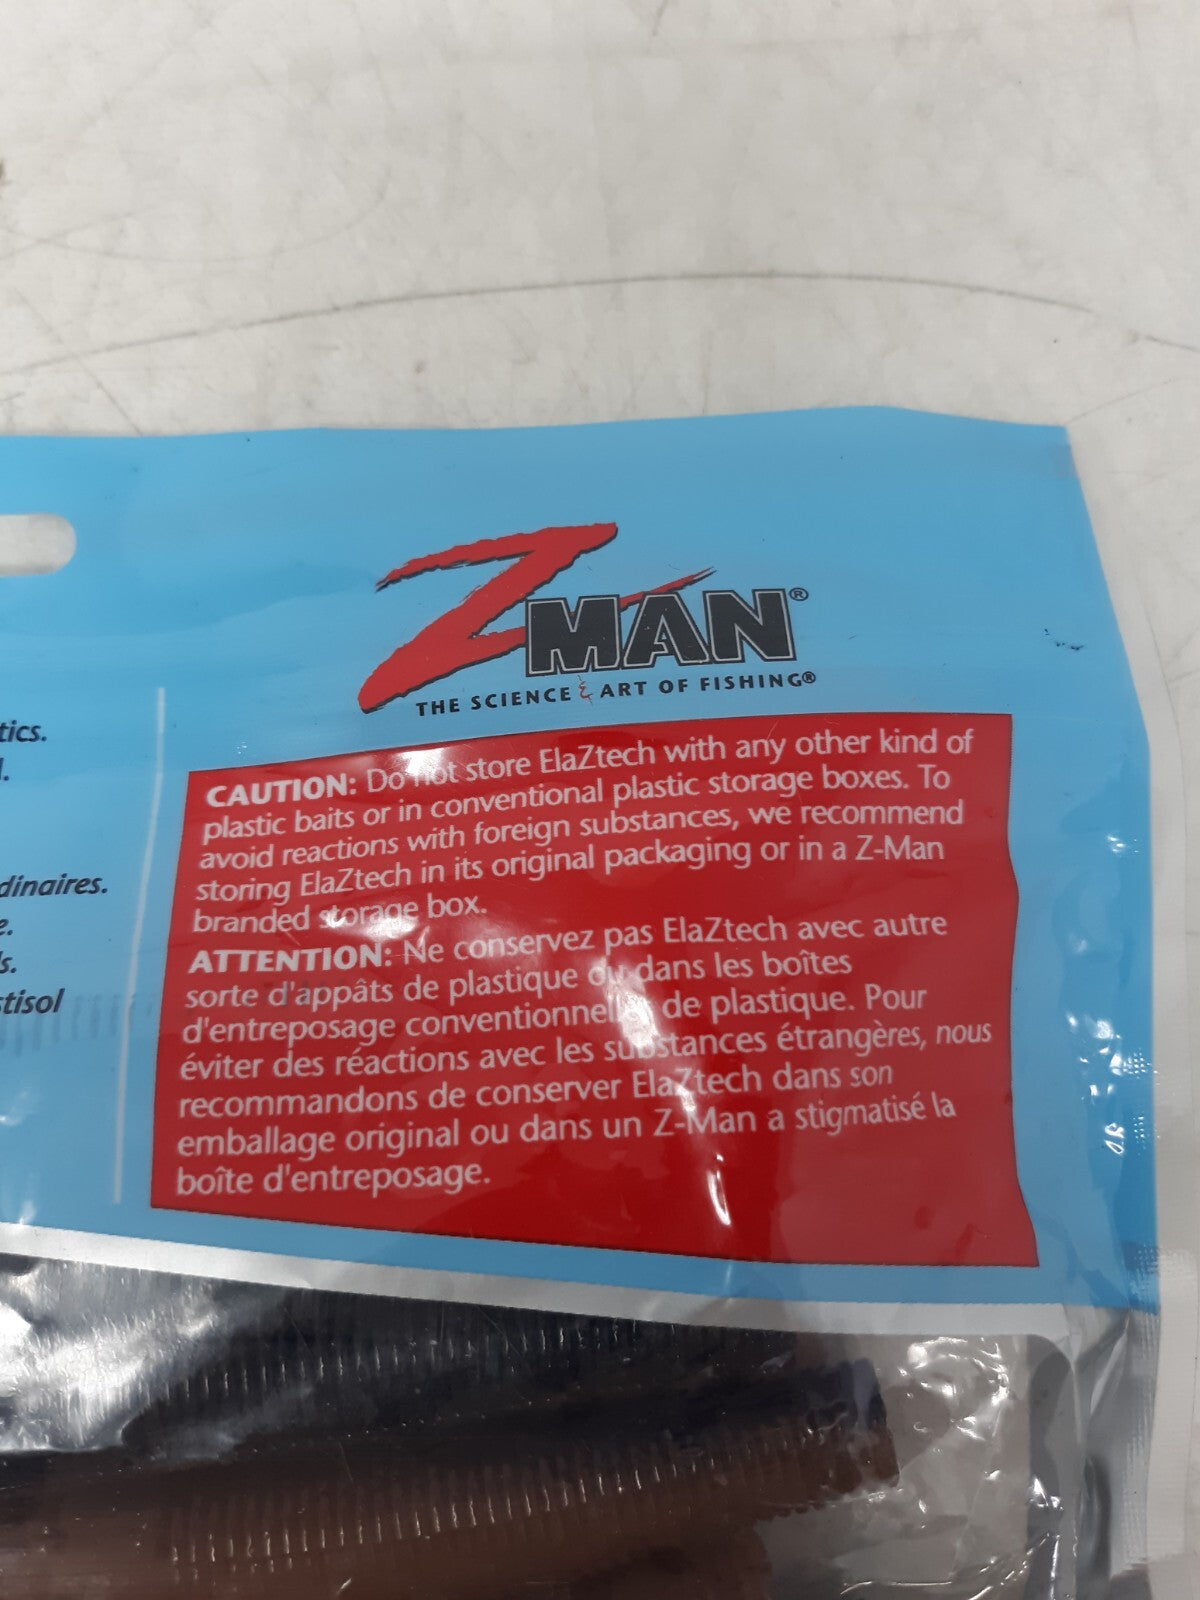 ZMAN®
THE SCIENCE & ART OF FISHING®
tics.
l.
dinaires.
e.
s.
stisol
CAUTION: Do not store ElaZtech with any other kind of
plastic baits or in conventional plastic storage boxes. To
avoid reactions with foreign substances, we recommend
storing ElaZtech in its original packaging or in a Z-Man
branded storage box.
ATTENTION: Ne conservez pas ElaZtech avec autre
sorte d'appâts de plastique ou dans les boîtes
d'entreposage conventionnelles de plastique. Pour
éviter des réactions avec les substances étrangères, nous
recommandons de conserver ElaZtech dans son
emballage original ou dans un Z-Man a stigmatisé la
boîte d'entreposage.